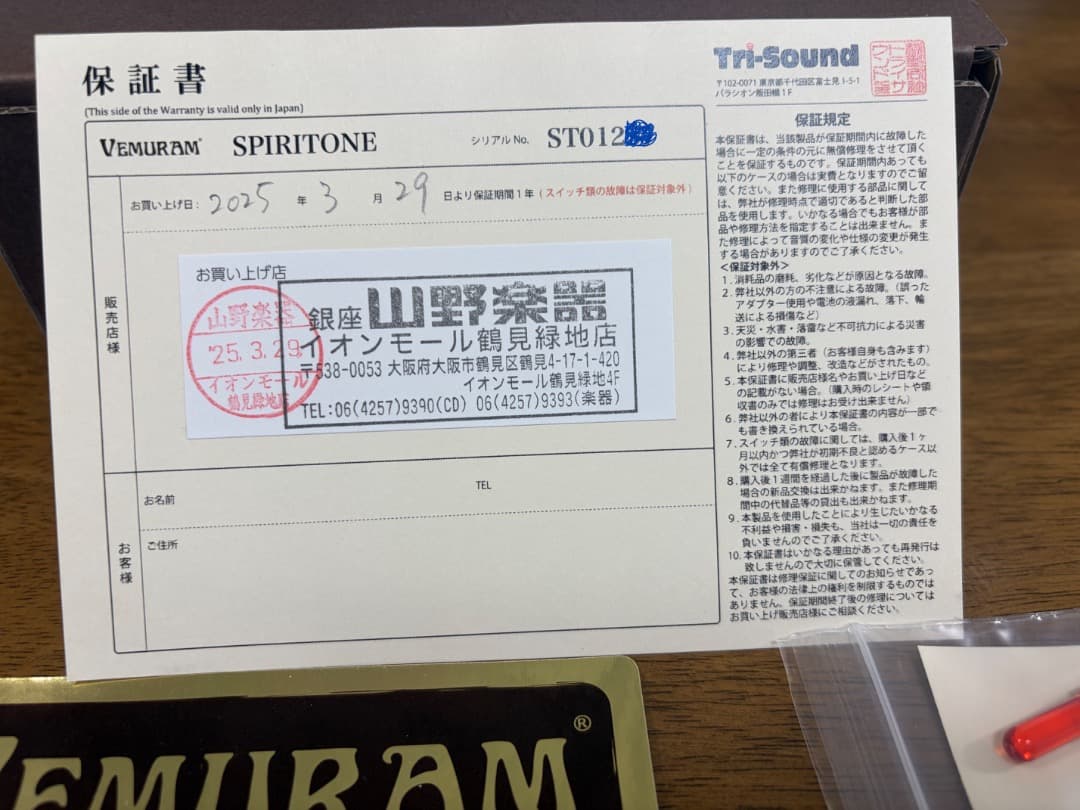 保証書
(This side of the Warranty is valid only in Japan)
VEMURAM® SPIRITONE シリアルNo. ST012
お買い上げ日: 2025 年 3 月 29 日より保証期間1年 (スイッチ類の故障は保証対象外)
販売店様
お買い上げ店
山野楽器
'25.3.29
イオンモール
鶴見緑地店
銀座 山野楽器
イオンモール鶴見緑地店
〒538-0053 大阪府大阪市鶴見区鶴見4-17-1-420
イオンモール鶴見緑地4F
TEL:06(4257)9390(CD) 06(4257)9393(楽器)
お客様
お名前
TEL
ご住所
Tri-Sound
〒102-0071 東京都千代田区富士見1-5-1
パラシオン飯田橋1F
保証規定
本保証書は、当該製品が保証期間内に故障した
場合に一定の条件の元に無償修理をさせて頂く
ことを保証するものです。保証期間内あっても
以下のケースの場合は実費となりますのでご留
意ください。また修理に使用する部品に関して
は、弊社が修理時点で適切であると判断した部
品を使用します。いかなる場合でもお客様が部
品や修理方法を指定することは出来ません。ま
た修理によって音質の変化や仕様の変更が発生
する場合がありますのでご了承ください。
<保証対象外>
1. 消耗品の磨耗、劣化などが原因となる故障。
2. 弊社以外の方の不注意による故障。(誤った
アダプター使用や電池の液漏れ、落下、輸
送による損傷など)
3. 天災・水害・落雷など不可抗力による災害
の影響での故障。
4. 弊社以外の第三者(お客様自身も含みます)
により修理や調整、改造などがされたもの。
5. 本保証書に販売店様名やお買い上げ日など
の記載がない場合。(購入時のレシートや領
収書のみでは修理はお受け出来ません)
6. 弊社以外の者により本保証書の内容が一部で
も書き換えられている場合。
7. スイッチ類の故障に関しては、購入後1ヶ
月以内かつ弊社が初期不良と認めるケース以
外では全て有償修理となります。
8. 購入後1週間を経過した後に製品が故障した
場合の新品交換は出来かねます。また修理期
間中の代替品等の貸出も出来かねます。
9. 本製品を使用したことにより生じたいかなる
不利益や損害・損失も、当社は一切の責任を
負いませんのでご了承ください。
10. 本保証書はいかなる理由があっても再発行は
致しませんので大切に保管してください。
本保証書は修理保証に関してのお知らせであっ
て、お客様の法律上の権利を制限するものでは
ありません。保証期間終了後の修理については
お買い上げ販売店様にご相談ください。
VEMURAM®